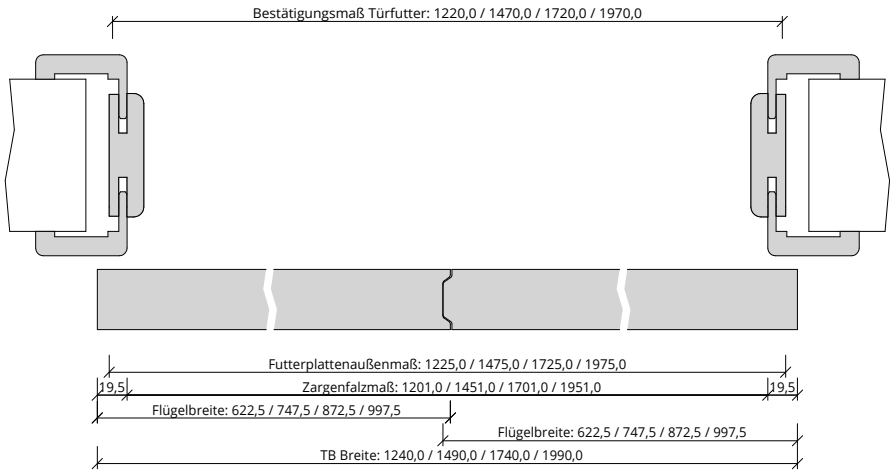 Bestätigungsmaß Türfutter: 1220,0 / 1470,0 / 1720,0 / 1970,0
Futterplattenaußenmaß: 1225,0 / 1475,0 / 1725,0 / 1975,0
19,5 Zargenfalzmaß: 1201,0 / 1451,0 / 1701,0 / 1951,0 19,5
Flügelbreite: 622,5 / 747,5 / 872,5 / 997,5
Flügelbreite: 622,5 / 747,5 / 872,5 / 997,5
TB Breite: 1240,0 / 1490,0 / 1740,0 / 1990,0